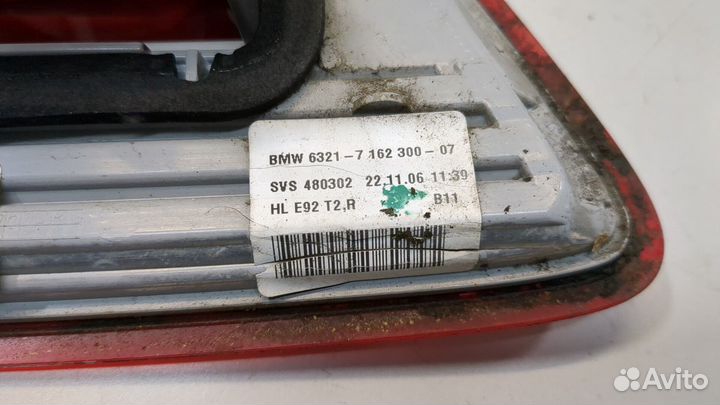 BMW 6321-7 162 300-07
SVS 480302 22.11.06 11:39
HL E92 T2,R B11
Avito